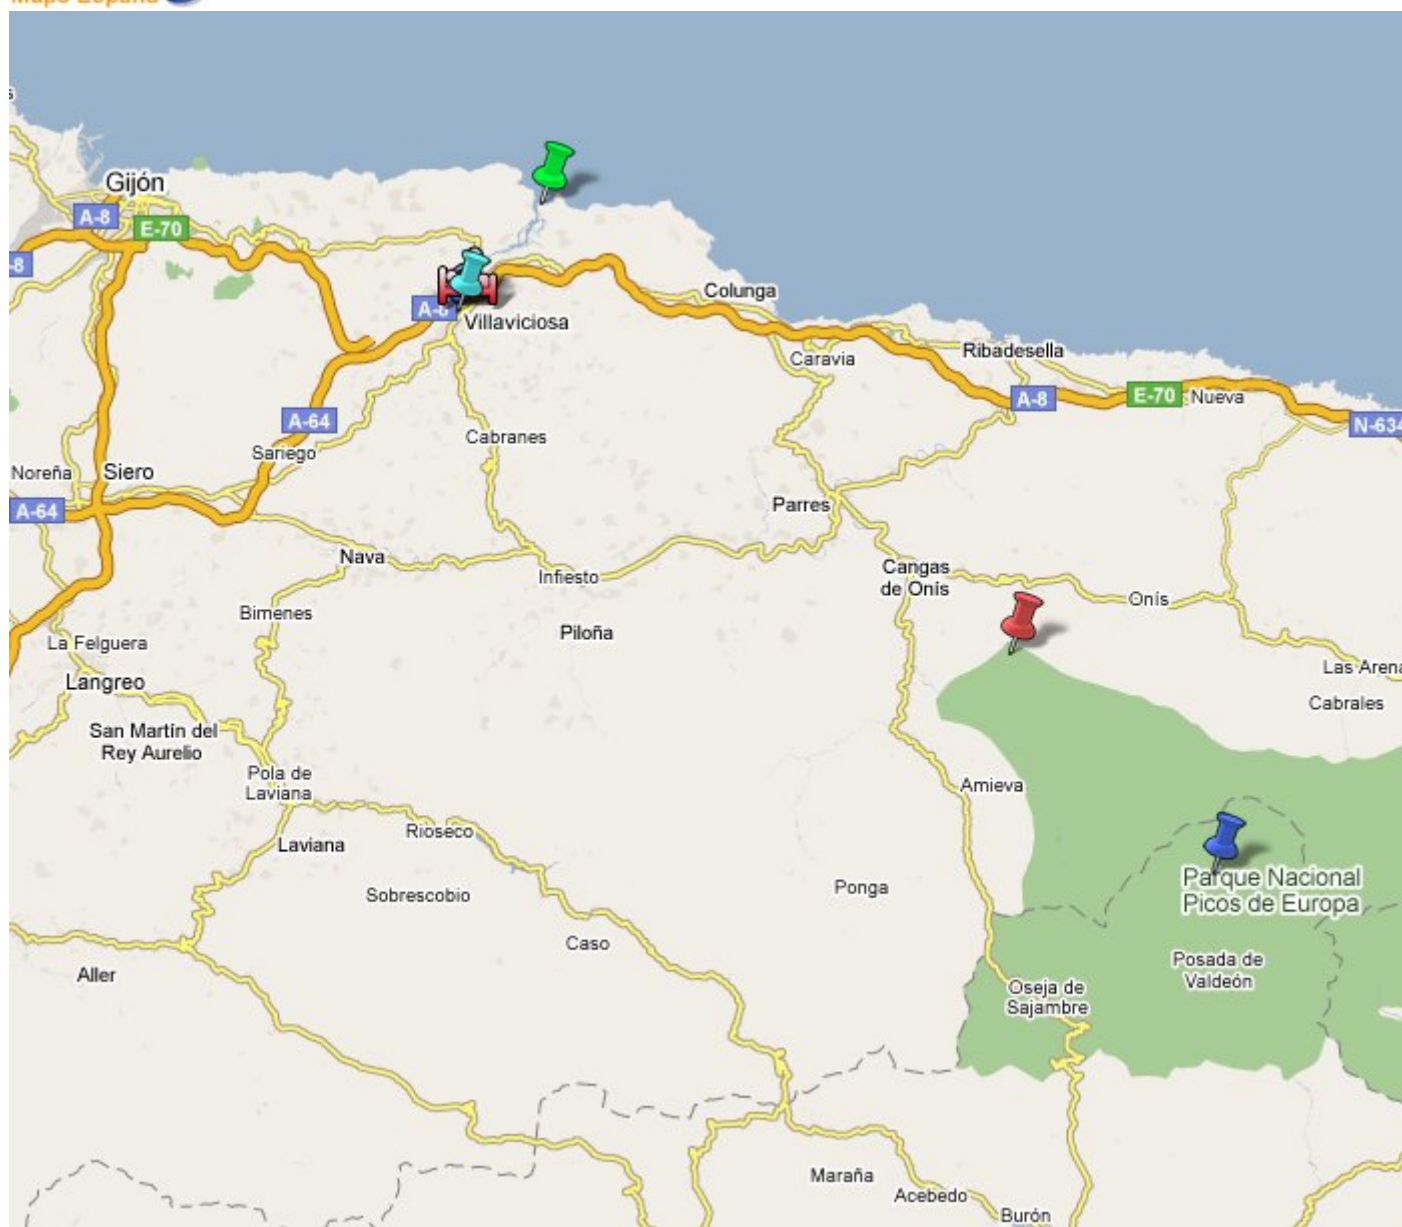 Maps España
Gijón
A-8
E-70
-8
A-8
Villaviciosa
Colunga
Caravia
Ribadesella
A-8
E-70
Nueva
N-634
A-64
Sariego
Cabranes
Noreña
Siero
A-64
Parres
Nava
Infiesto
Cangas
de Onís
Onís
Bimenes
Piloña
La Felguera
Langreo
Las Arena
Cabrales
San Martín del
Rey Aurelio
Pola de
Laviana
Amieva
Rioseco
Laviana
Sobrescobio
Ponga
Parque Nacional
Picos de Europa
Caso
Aller
Posada de
Valdeón
Oseja de
Sajambre
Maraña
Acebedo
Burón